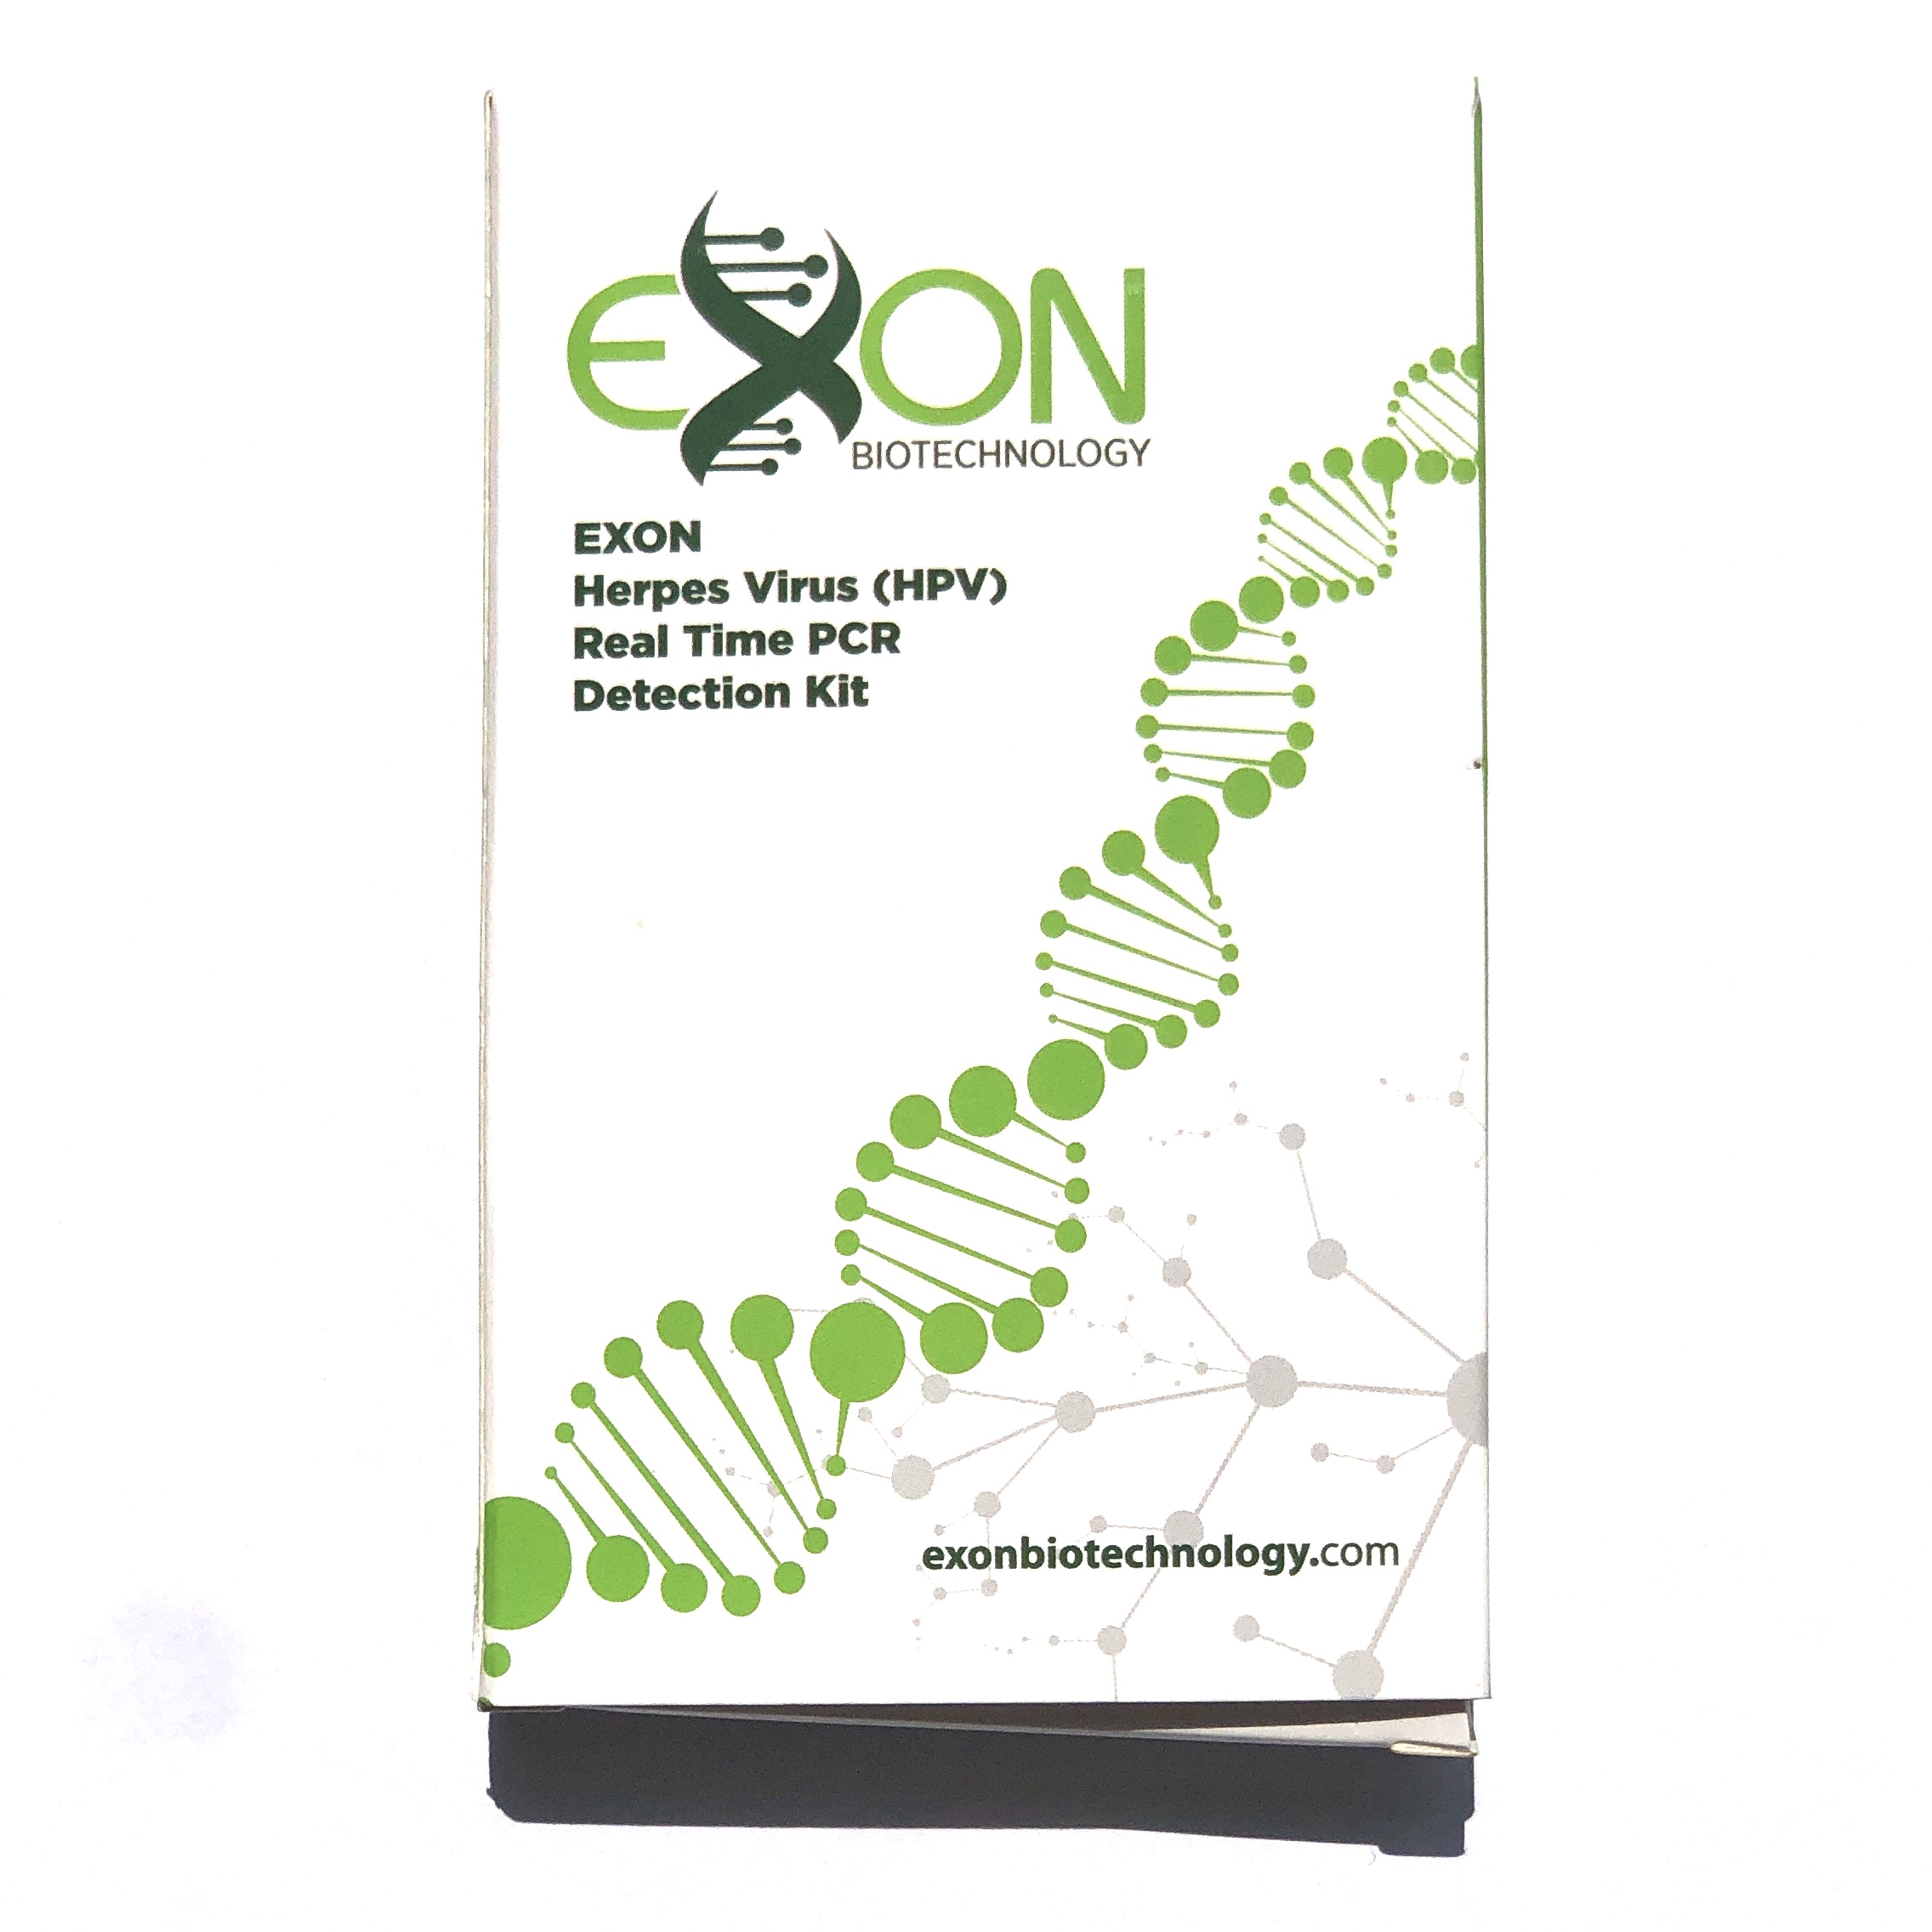 EXON
BIOTECHNOLOGY
EXON
Herpes Virus (HPV)
Real Time PCR
Detection Kit
exonbiotechnology.com